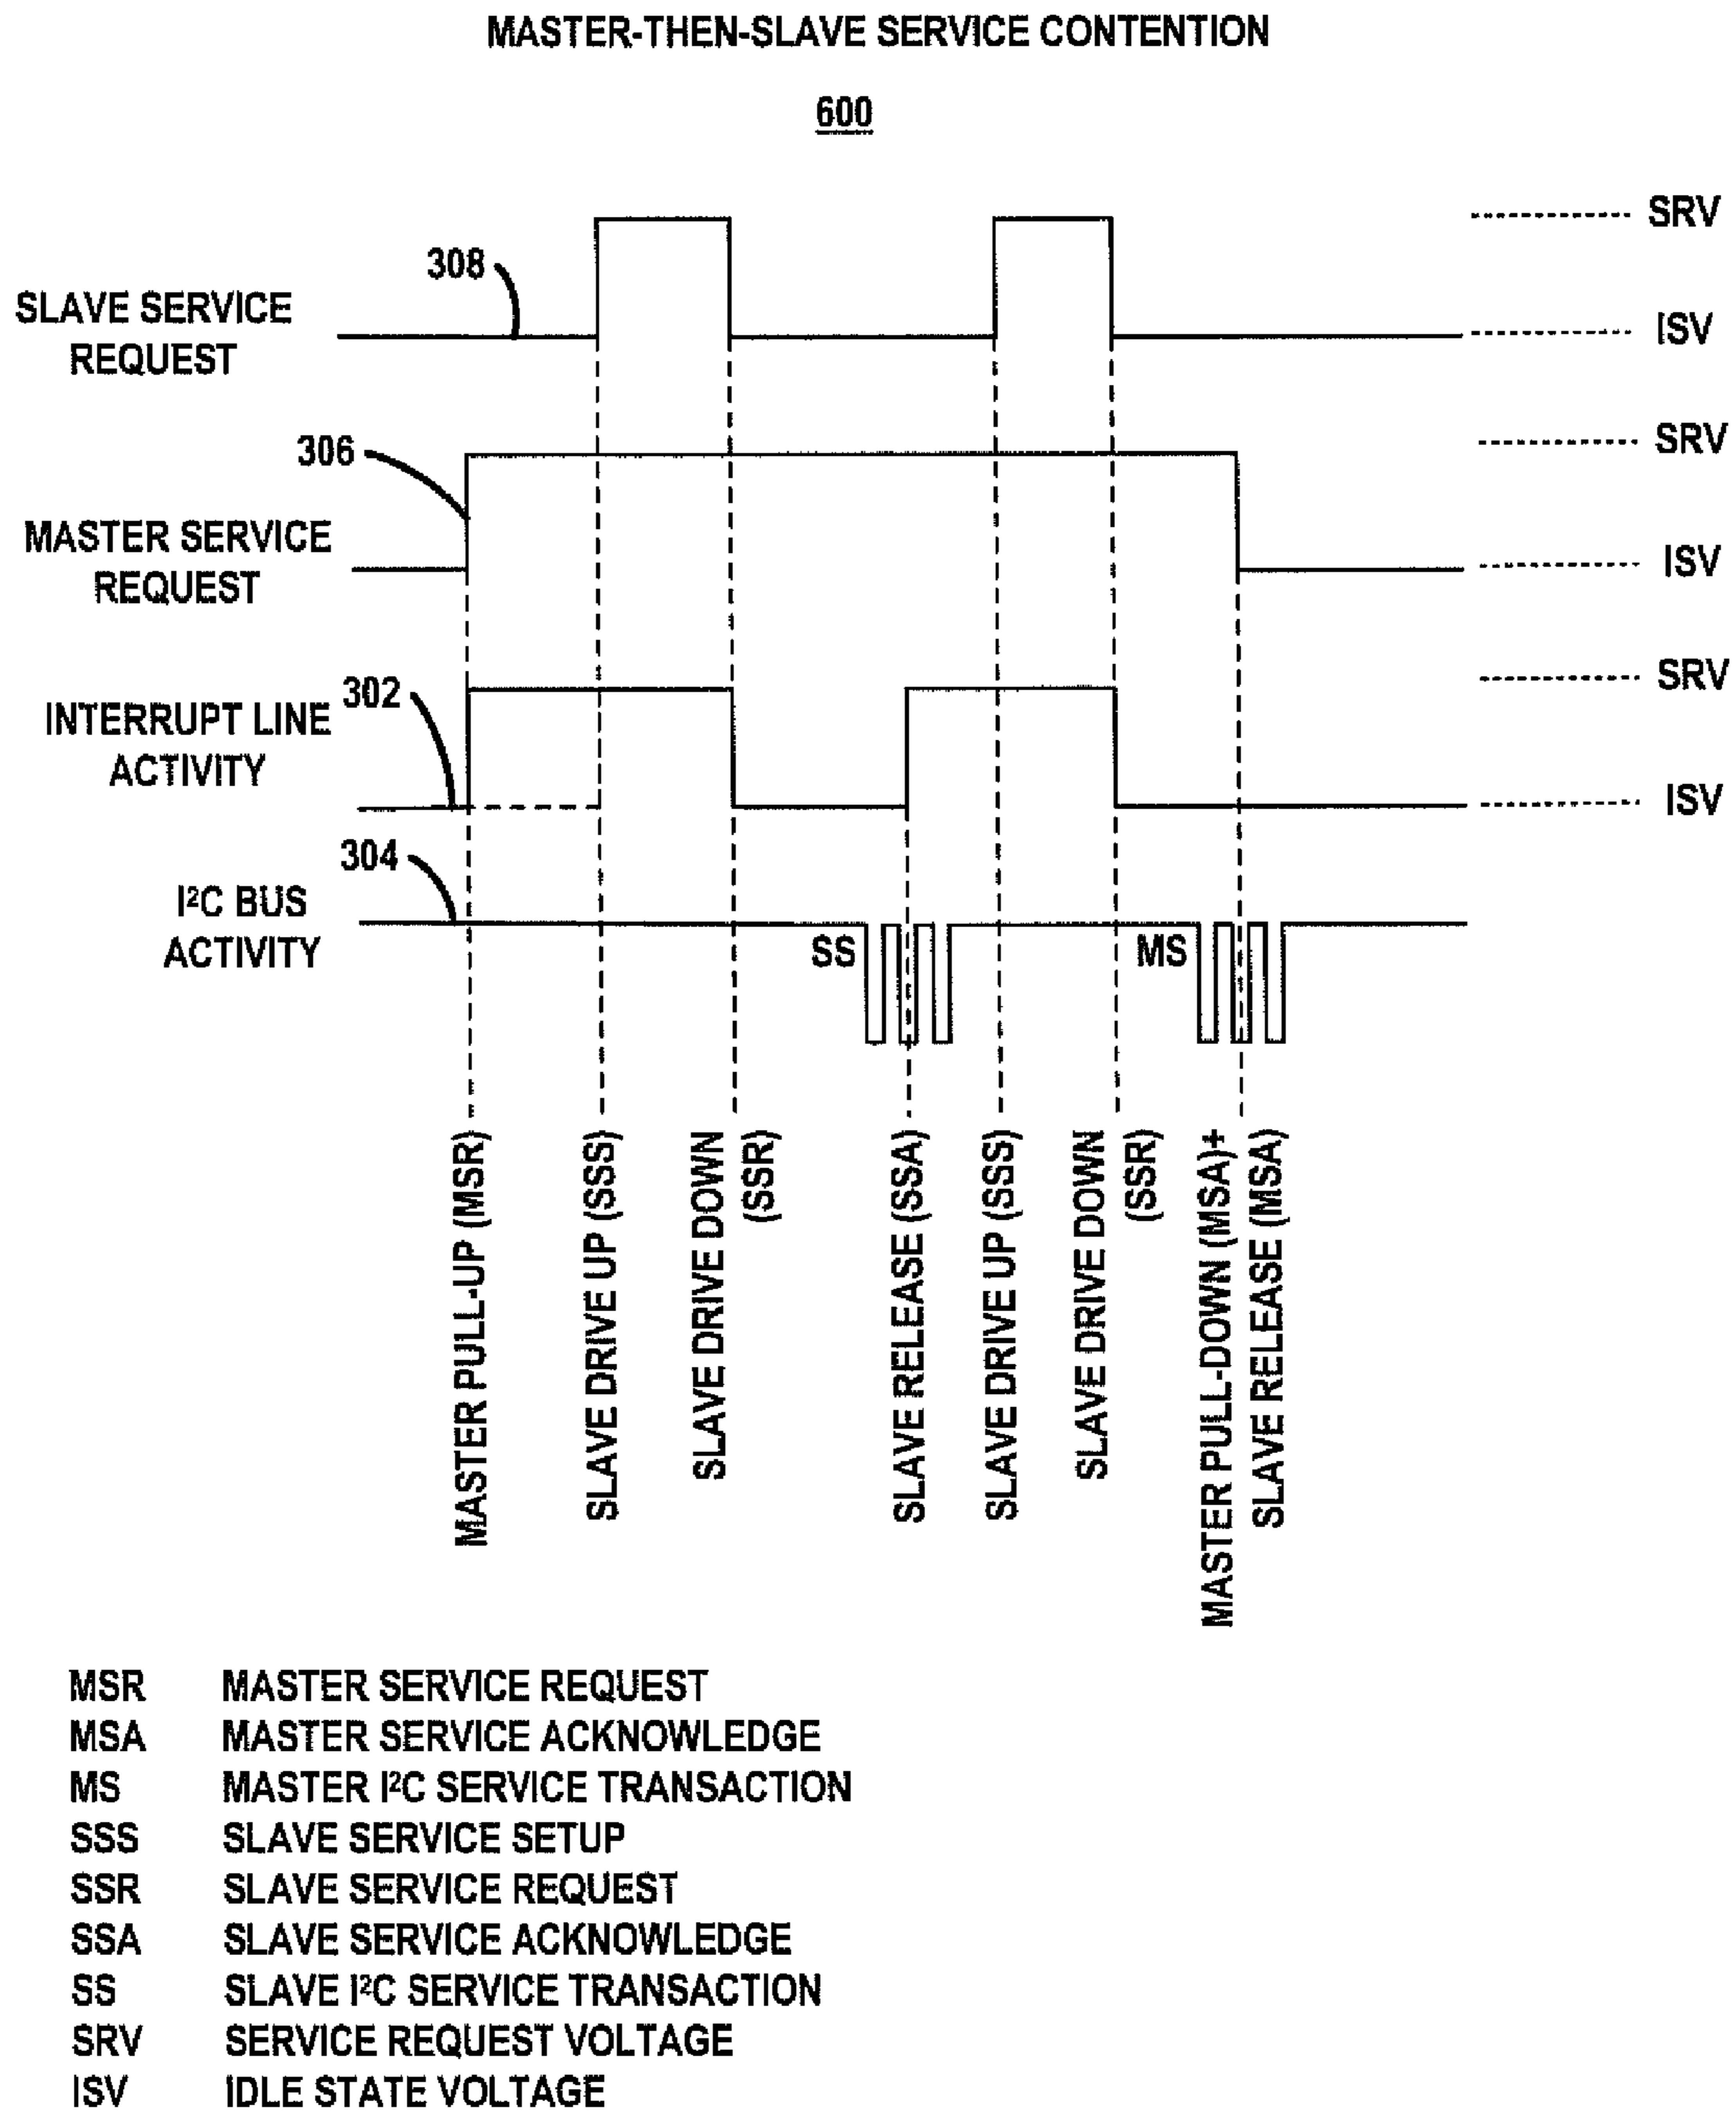 MASTER-THEN-SLAVE SERVICE CONTENTION
600
SRV
308
SLAVE SERVICE
REQUEST
ISV
306
SRV
MASTER SERVICE
REQUEST
ISV
302
SRV
INTERRUPT LINE
ACTIVITY
ISV
304
I²C BUS
ACTIVITY
SS
MS
MASTER PULL-UP (MSR)
SLAVE DRIVE UP (SSS)
SLAVE DRIVE DOWN
(SSR)
SLAVE RELEASE (SSA)
SLAVE DRIVE UP (SSS)
SLAVE DRIVE DOWN
(SSR)
MASTER PULL-DOWN (MSA)+
SLAVE RELEASE (MSA)
MSR MASTER SERVICE REQUEST
MSA MASTER SERVICE ACKNOWLEDGE
MS MASTER I²C SERVICE TRANSACTION
SSS SLAVE SERVICE SETUP
SSR SLAVE SERVICE REQUEST
SSA SLAVE SERVICE ACKNOWLEDGE
SS SLAVE I²C SERVICE TRANSACTION
SRV SERVICE REQUEST VOLTAGE
ISV IDLE STATE VOLTAGE